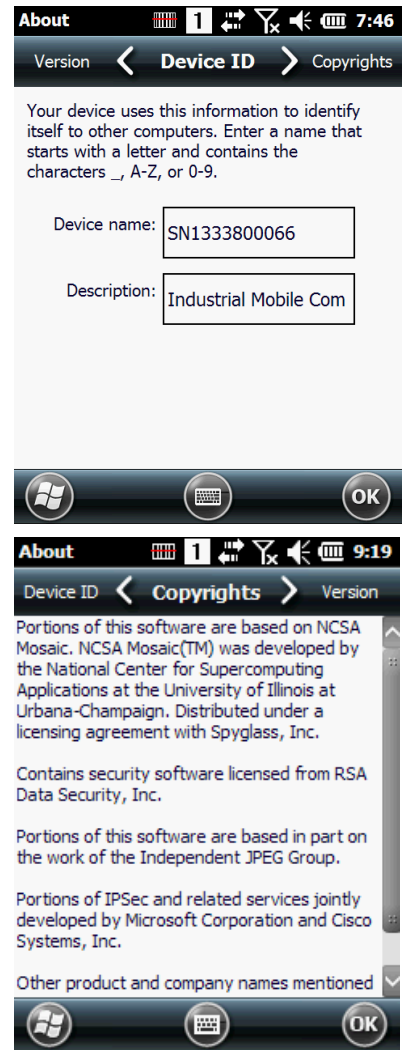 About 1 7:46
Version Device ID Copyrights
Your device uses this information to identify
itself to other computers. Enter a name that
starts with a letter and contains the
characters _, A-Z, or 0-9.
Device name: SN1333800066
Description: Industrial Mobile Com
OK
About 1 9:19
Device ID Copyrights Version
Portions of this software are based on NCSA
Mosaic. NCSA Mosaic(TM) was developed by
the National Center for Supercomputing
Applications at the University of Illinois at
Urbana-Champaign. Distributed under a
licensing agreement with Spyglass, Inc.
Contains security software licensed from RSA
Data Security, Inc.
Portions of this software are based in part on
the work of the Independent JPEG Group.
Portions of IPSec and related services jointly
developed by Microsoft Corporation and Cisco
Systems, Inc.
Other product and company names mentioned
OK